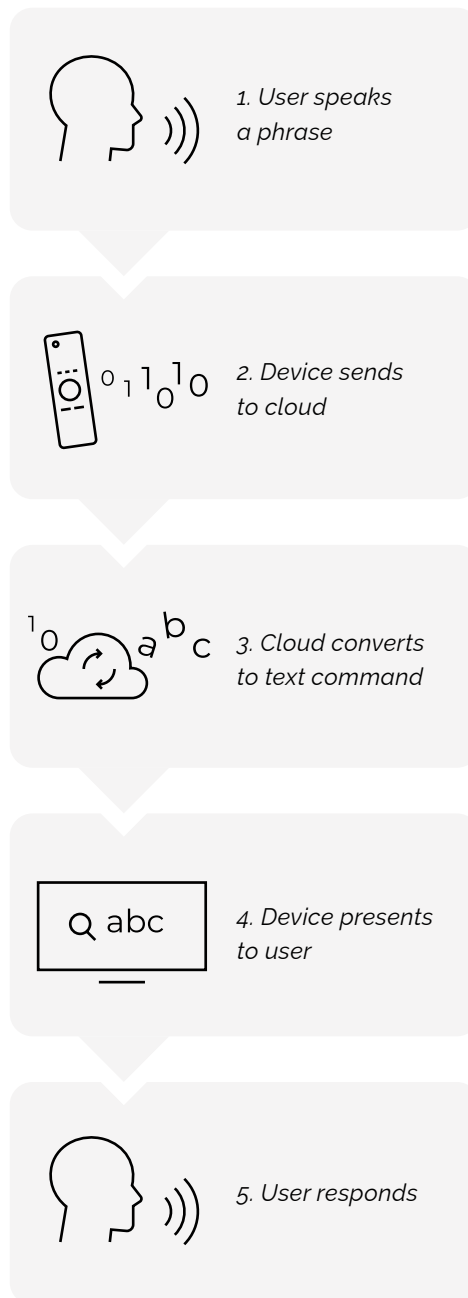 1. User speaks
a phrase
0 1 1 0 1 0
2. Device sends
to cloud
1 0
a b c
3. Cloud converts
to text command
abc
4. Device presents
to user
5. User responds